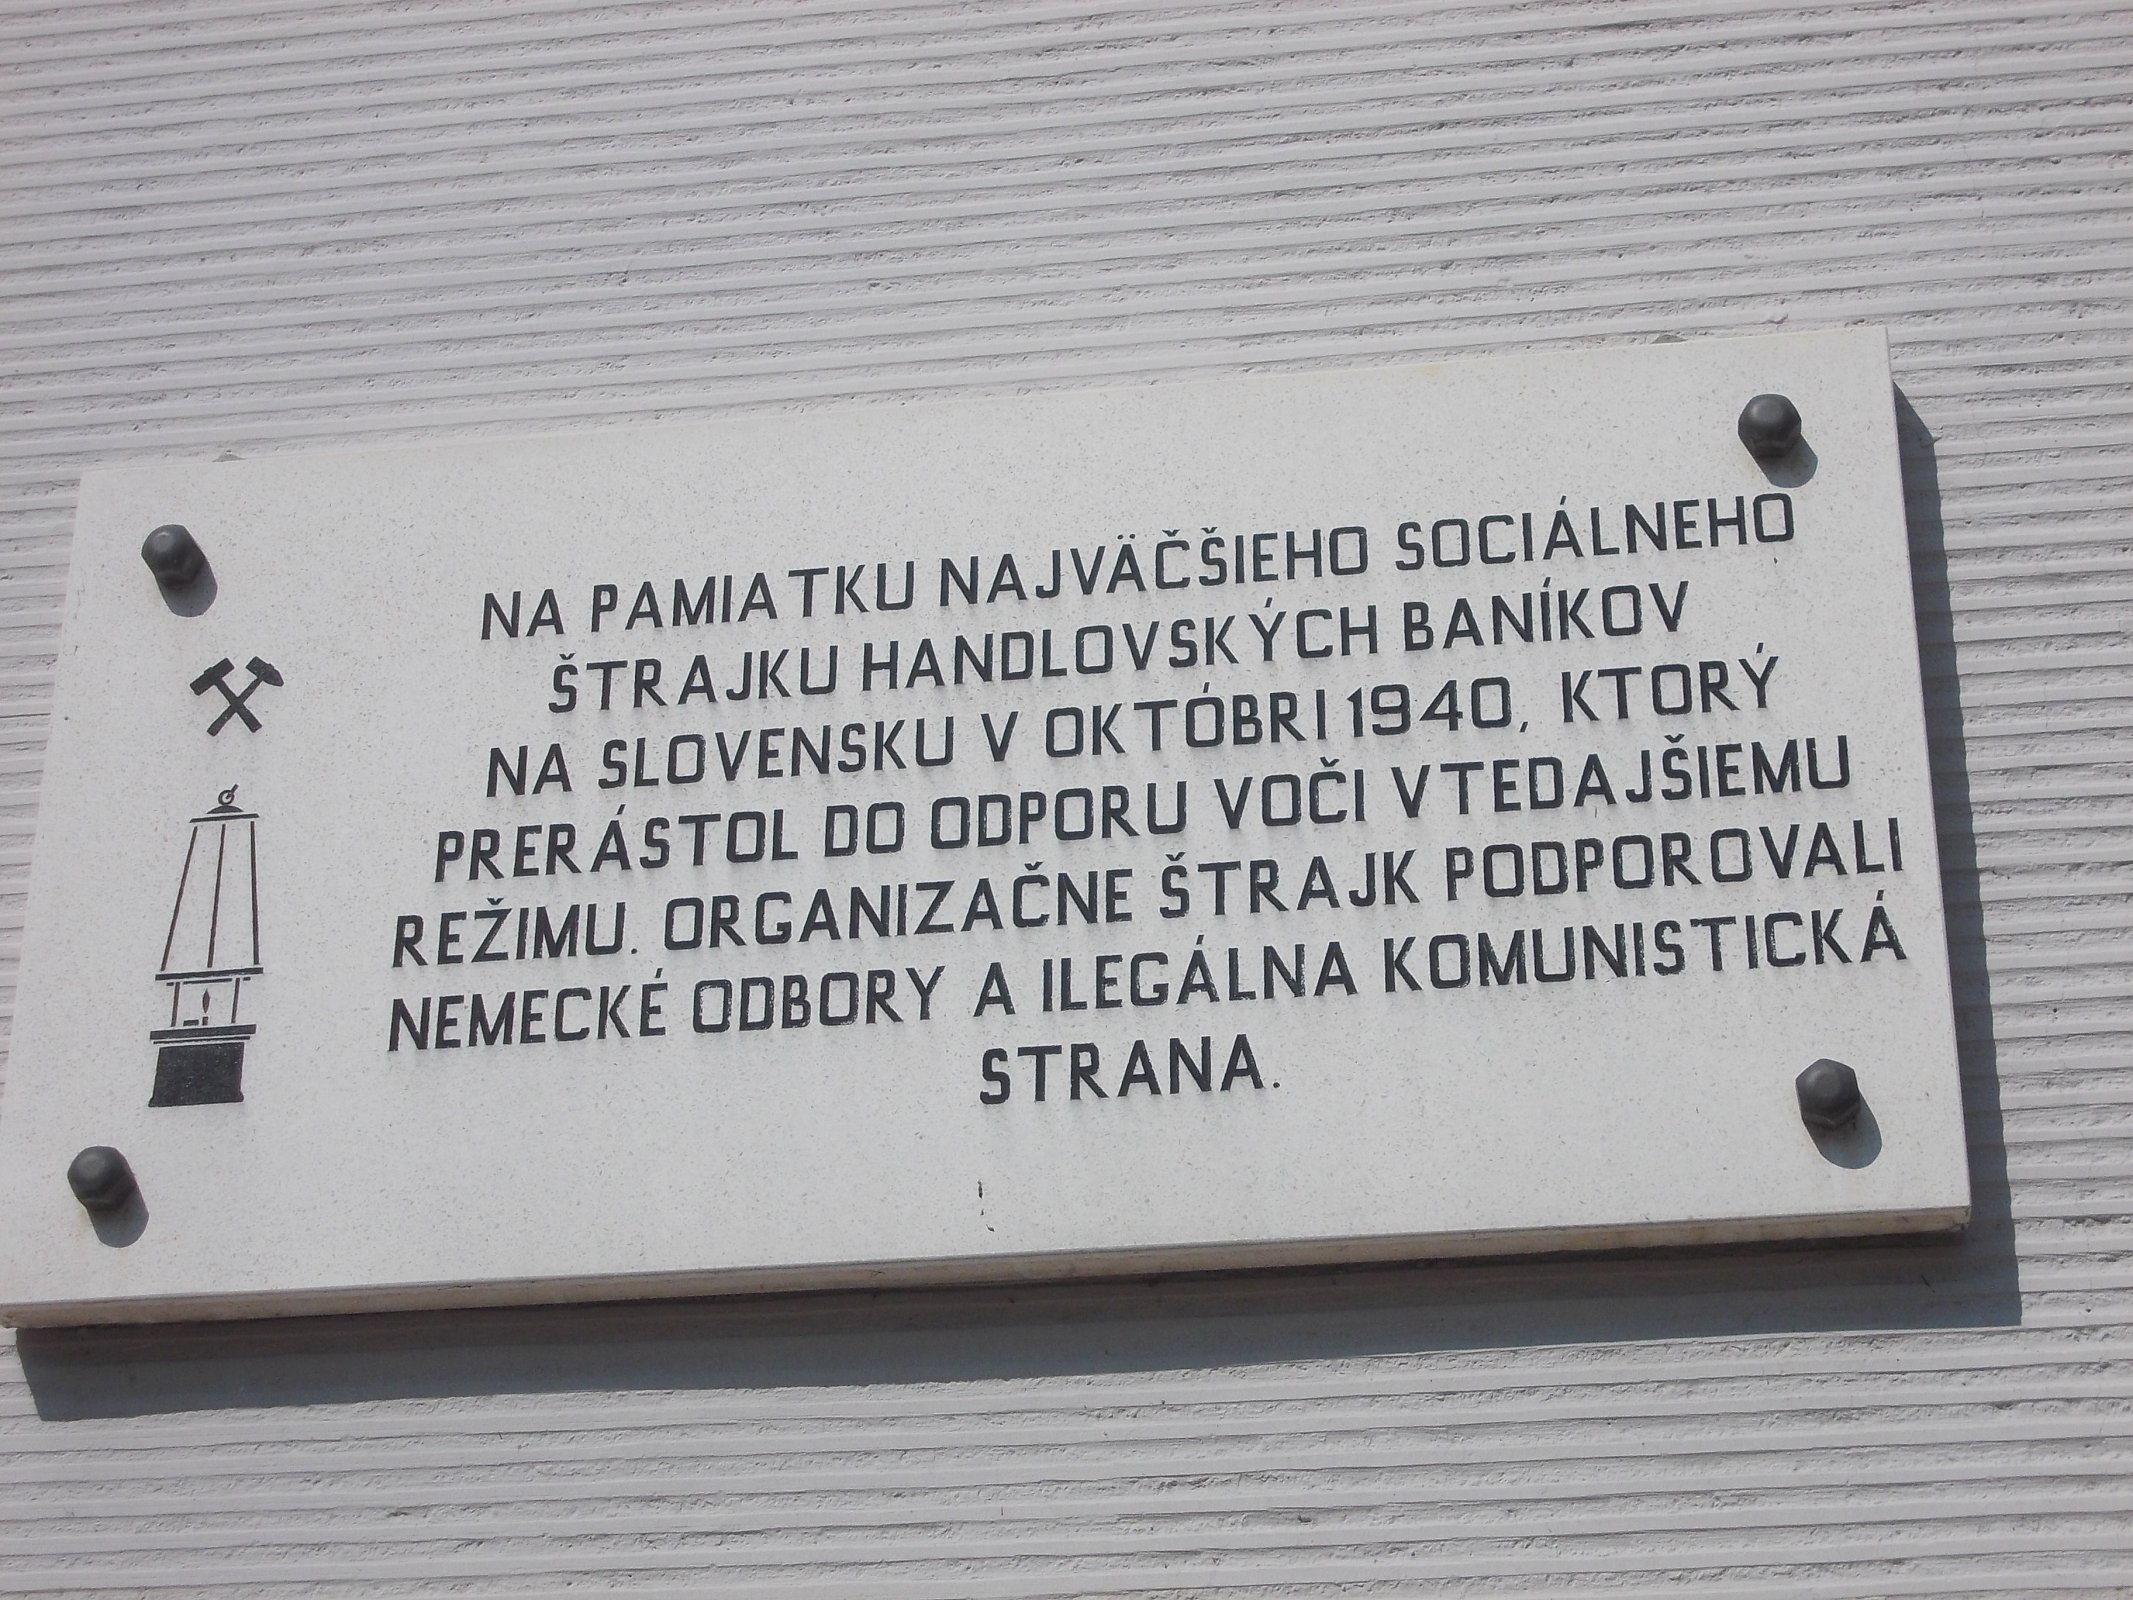 NA PAMIATKU NAJVÄČŠIEHO SOCIÁLNEHO
ŠTRAJKU HANDLOVSKÝCH BANÍKOV
NA SLOVENSKU V OKTÓBRI 1940, KTORÝ
PRERÁSTOL DO ODPORU VOČI VTEDAJŠIEMU
REŽIMU. ORGANIZAČNE ŠTRAJK PODPOROVALI
NEMECKÉ ODBORY A ILEGÁLNA KOMUNISTICKÁ
STRANA.